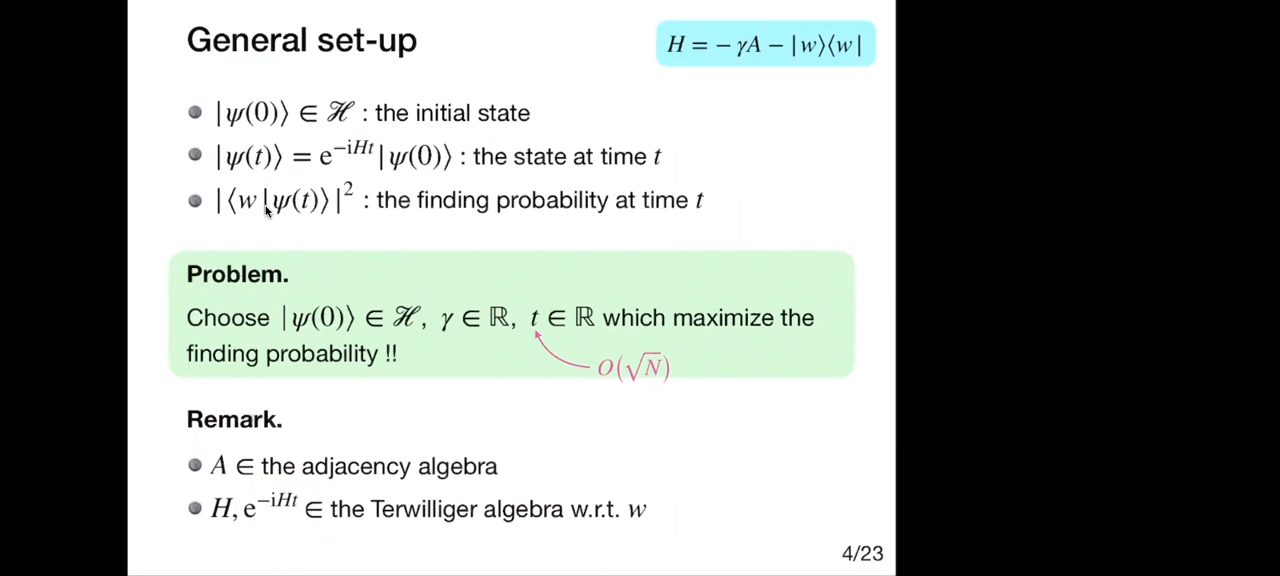 General set-up
H = − γA − |w⟩⟨w|
|ψ(0)⟩ ∈ ℋ : the initial state
|ψ(t)⟩ = e^{−iHt}|ψ(0)⟩ : the state at time t
|⟨w|ψ(t)⟩|² : the finding probability at time t
Problem.
Choose |ψ(0)⟩ ∈ ℋ, γ ∈ ℝ, t ∈ ℝ which maximize the
finding probability !!
O(√N)
Remark.
A ∈ the adjacency algebra
H, e^{−iHt} ∈ the Terwilliger algebra w.r.t. w
4/23